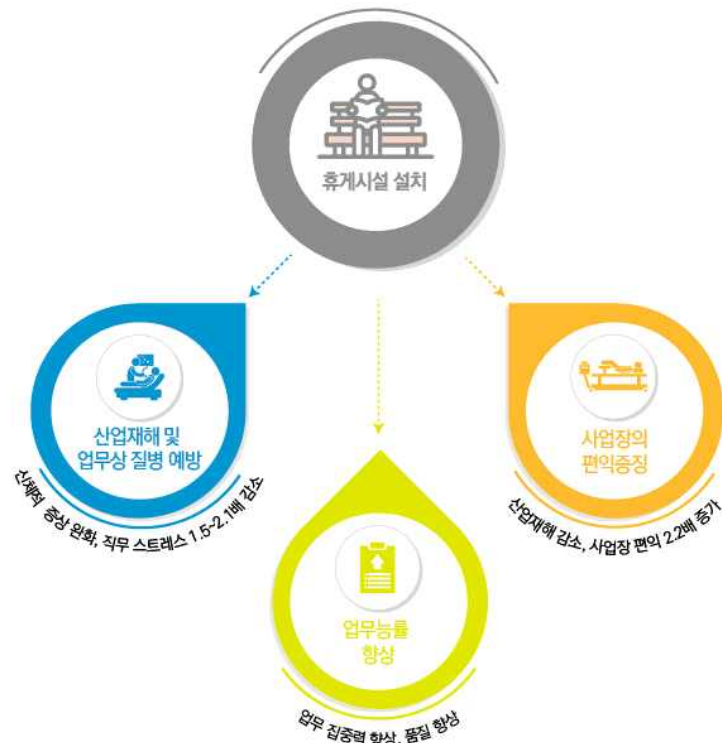 휴게시설 설치
산업재해 및
업무상 질병 예방
신체적 증상 완화, 직무 스트레스 1.5~2.1배 감소
사업장의
편익증징
산업재해 감소, 사업장 편익 2.2배 증가
업무능률
향상
업무 집중력 향상, 품질 향상